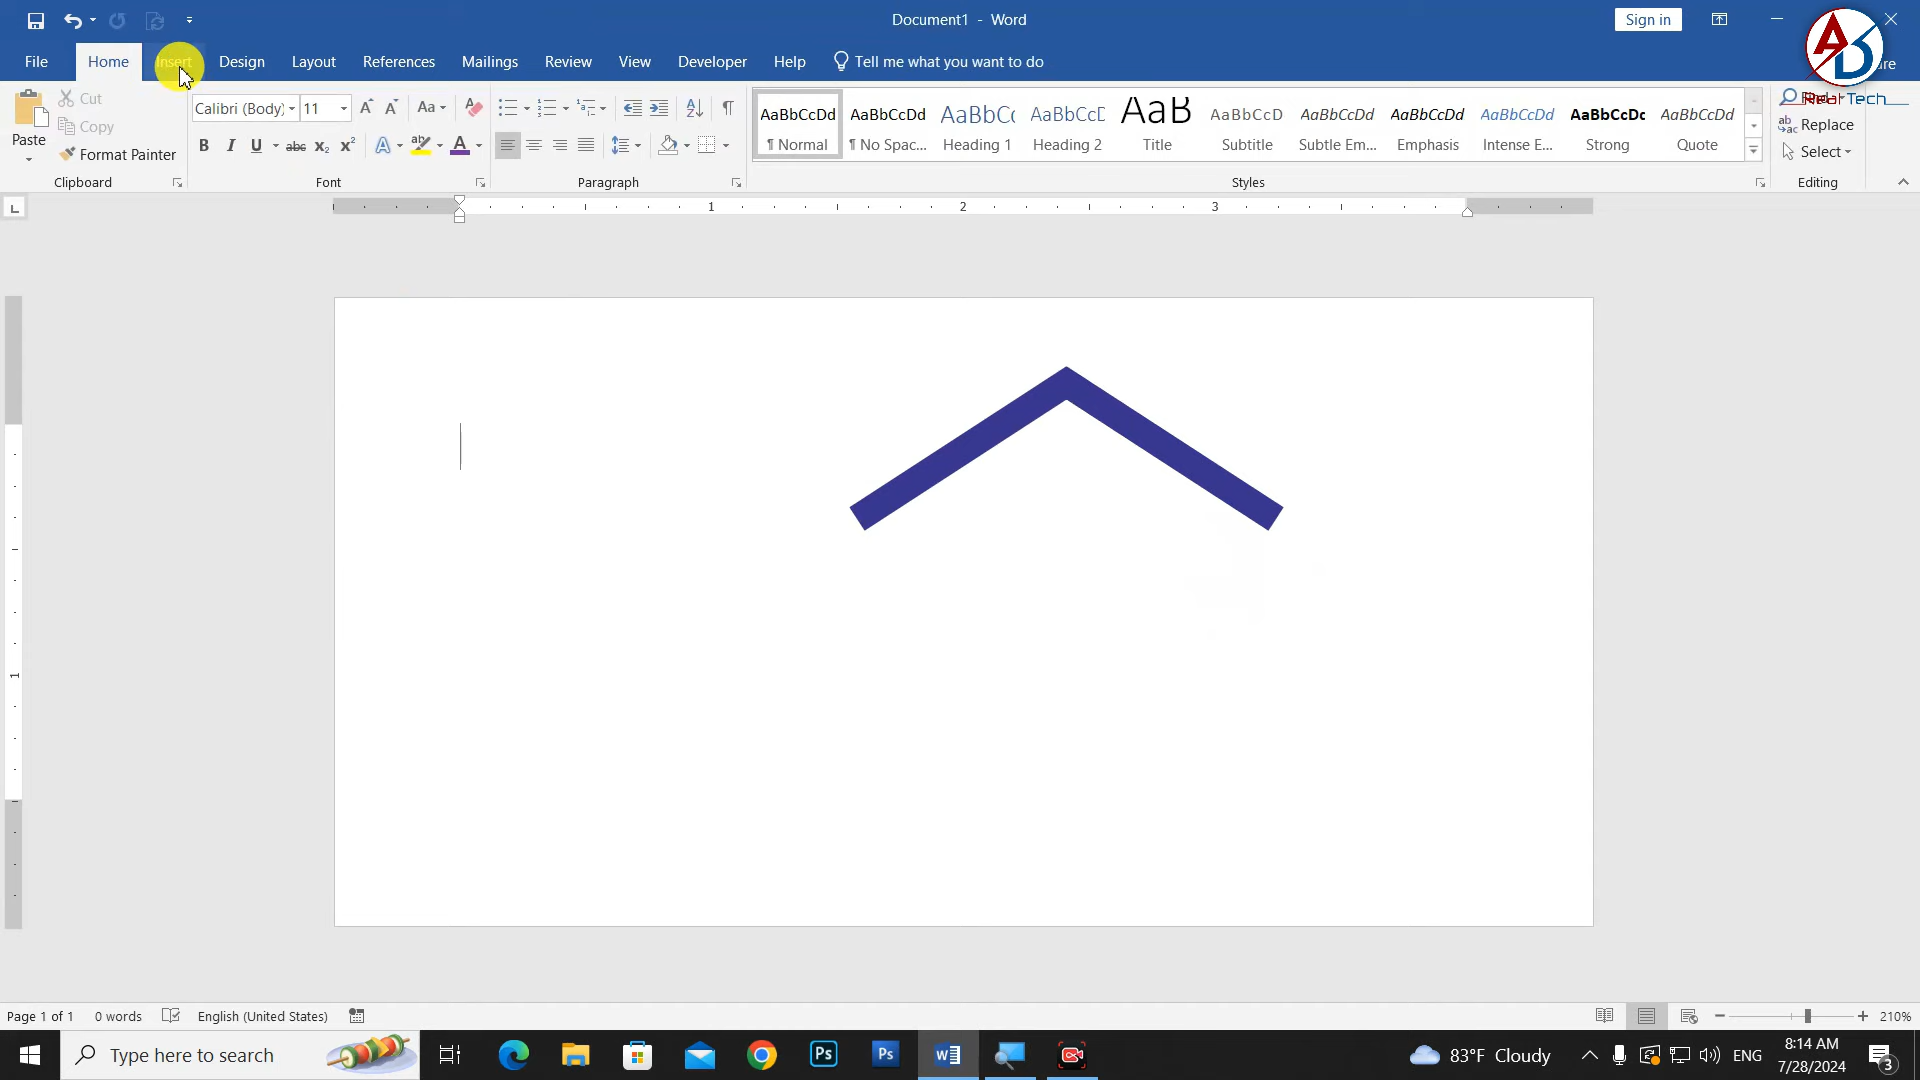 Document1 - Word
Sign in
File
Home
Insert
Design
Layout
References
Mailings
Review
View
Developer
Help
Tell me what you want to do
Real Tech
Paste
Cut
Copy
Format Painter
Clipboard
Calibri (Body)
11
Font
Paragraph
AaBbCcDd
¶ Normal
AaBbCcDd
¶ No Spac...
Heading 1
Heading 2
AaB
Title
AaBbCcD
Subtitle
AaBbCcDd
Subtle Em...
AaBbCcDd
Emphasis
AaBbCcDd
Intense E...
AaBbCcDc
Strong
AaBbCcDd
Quote
Styles
Replace
Select
Editing
1
2
3
1
Page 1 of 1
0 words
English (United States)
210%
Type here to search
83°F Cloudy
ENG
8:14 AM
7/28/2024
3